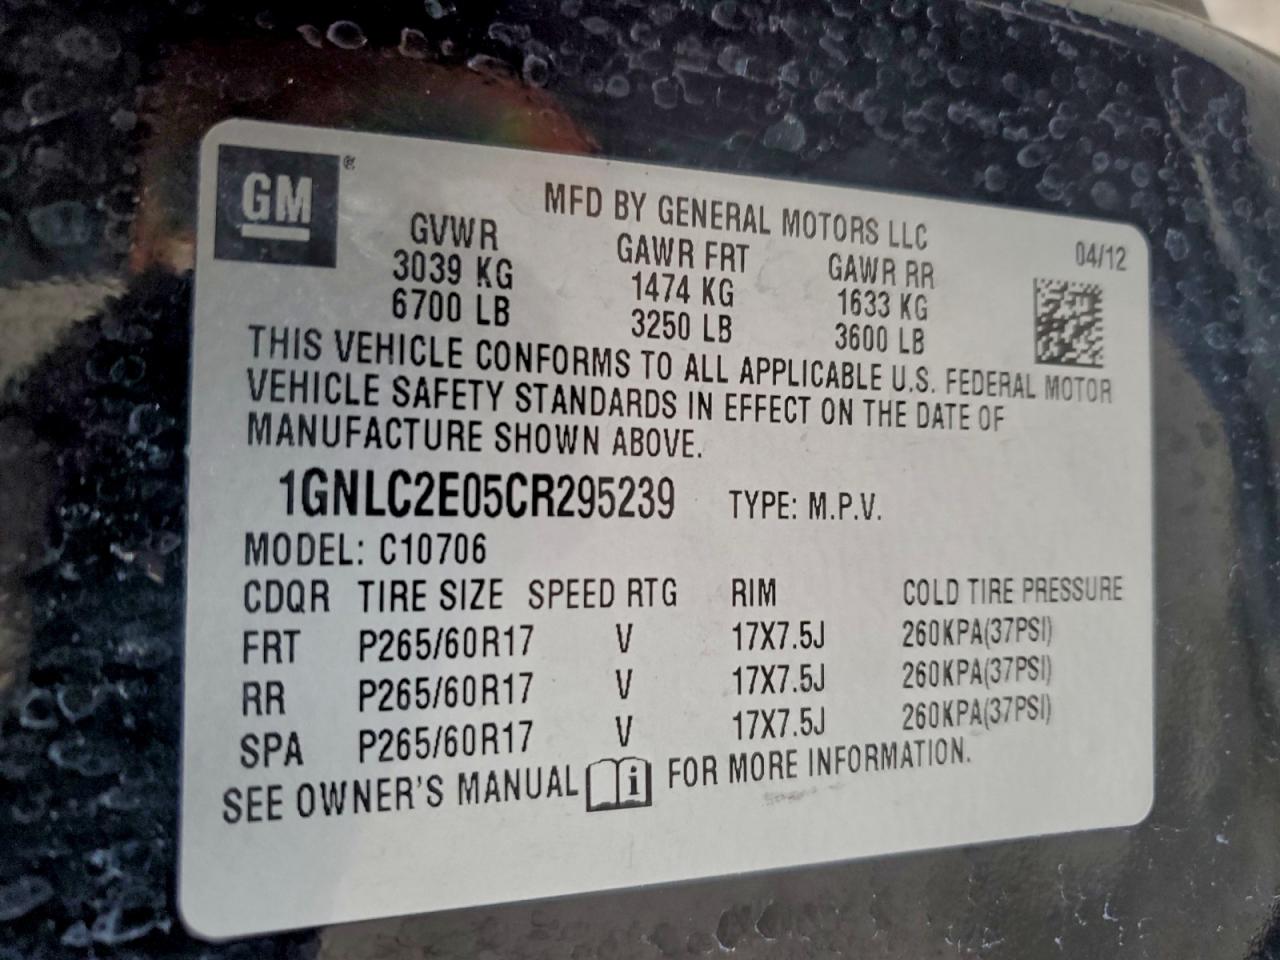 GM®
MFD BY GENERAL MOTORS LLC
04/12
GVWR GAWR FRT GAWR RR
3039 KG 1474 KG 1633 KG
6700 LB 3250 LB 3600 LB
THIS VEHICLE CONFORMS TO ALL APPLICABLE U.S. FEDERAL MOTOR
VEHICLE SAFETY STANDARDS IN EFFECT ON THE DATE OF
MANUFACTURE SHOWN ABOVE.
1GNLC2E05CR295239 TYPE: M.P.V.
MODEL: C10706
CDQR TIRE SIZE SPEED RTG RIM COLD TIRE PRESSURE
FRT P265/60R17 V 17X7.5J 260KPA(37PSI)
RR P265/60R17 V 17X7.5J 260KPA(37PSI)
SPA P265/60R17 V 17X7.5J 260KPA(37PSI)
SEE OWNER'S MANUAL i FOR MORE INFORMATION.